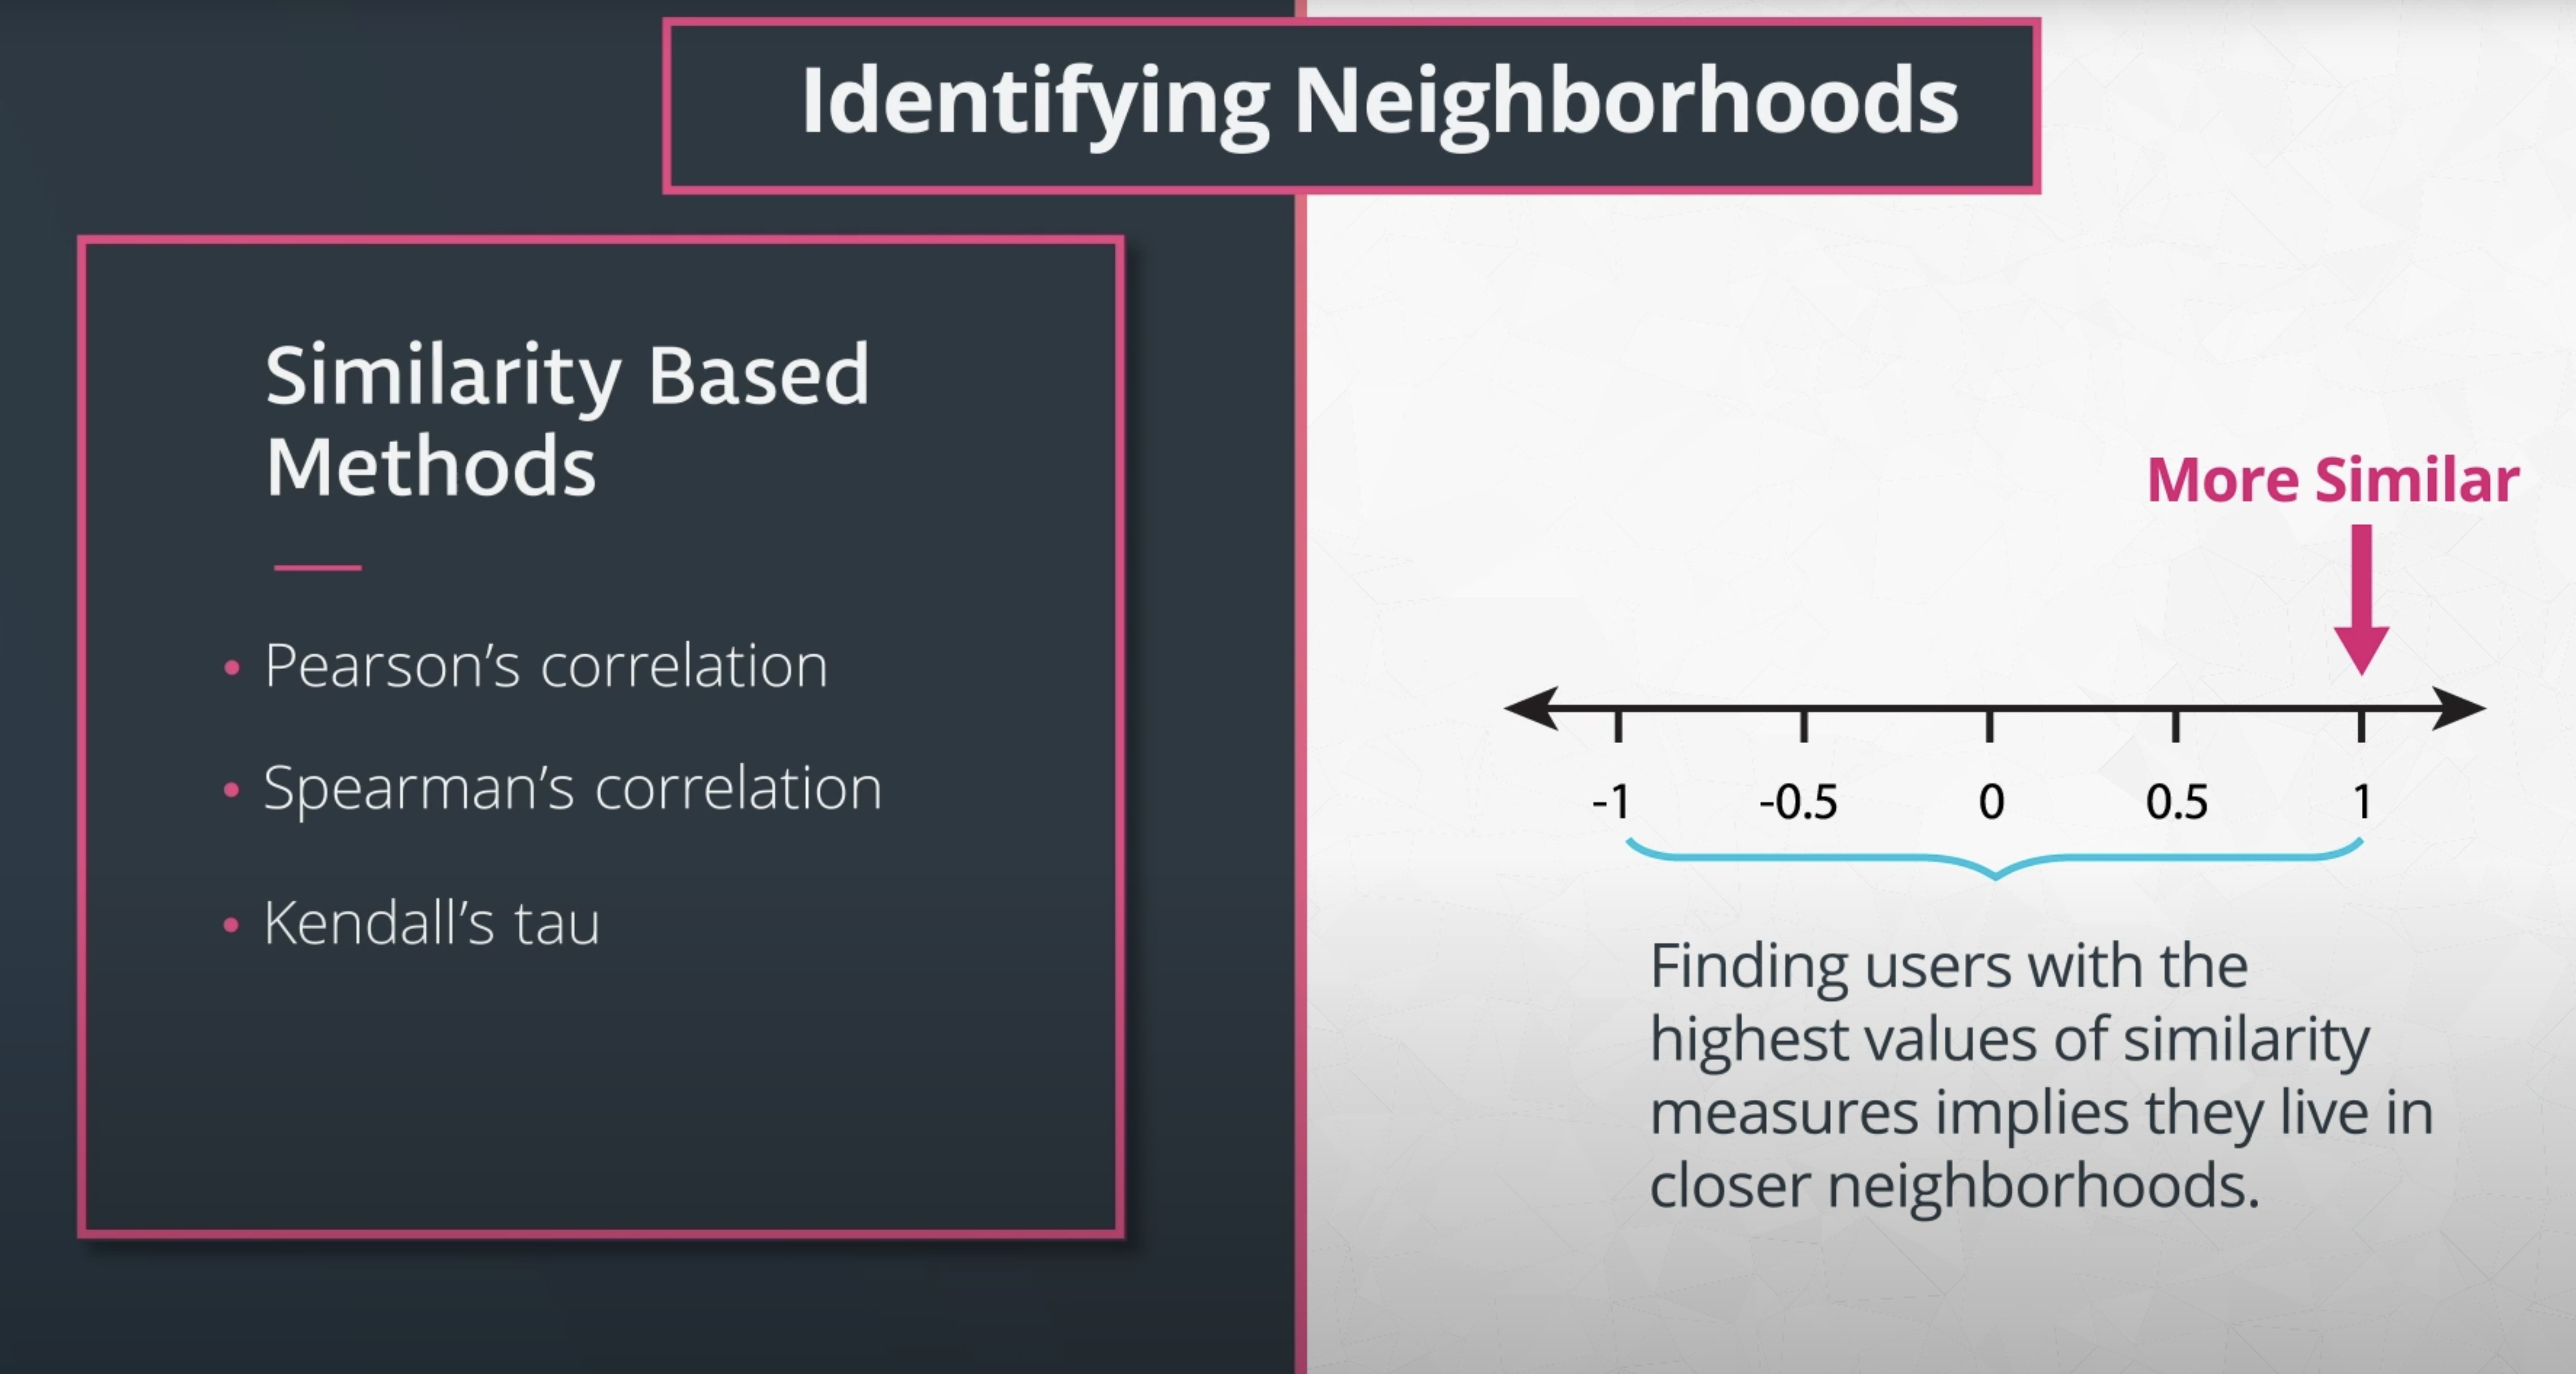 Identifying Neighborhoods
Similarity Based
Methods
• Pearson’s correlation
• Spearman’s correlation
• Kendall’s tau
More Similar
-1 -0.5 0 0.5 1
Finding users with the
highest values of similarity
measures implies they live in
closer neighborhoods.